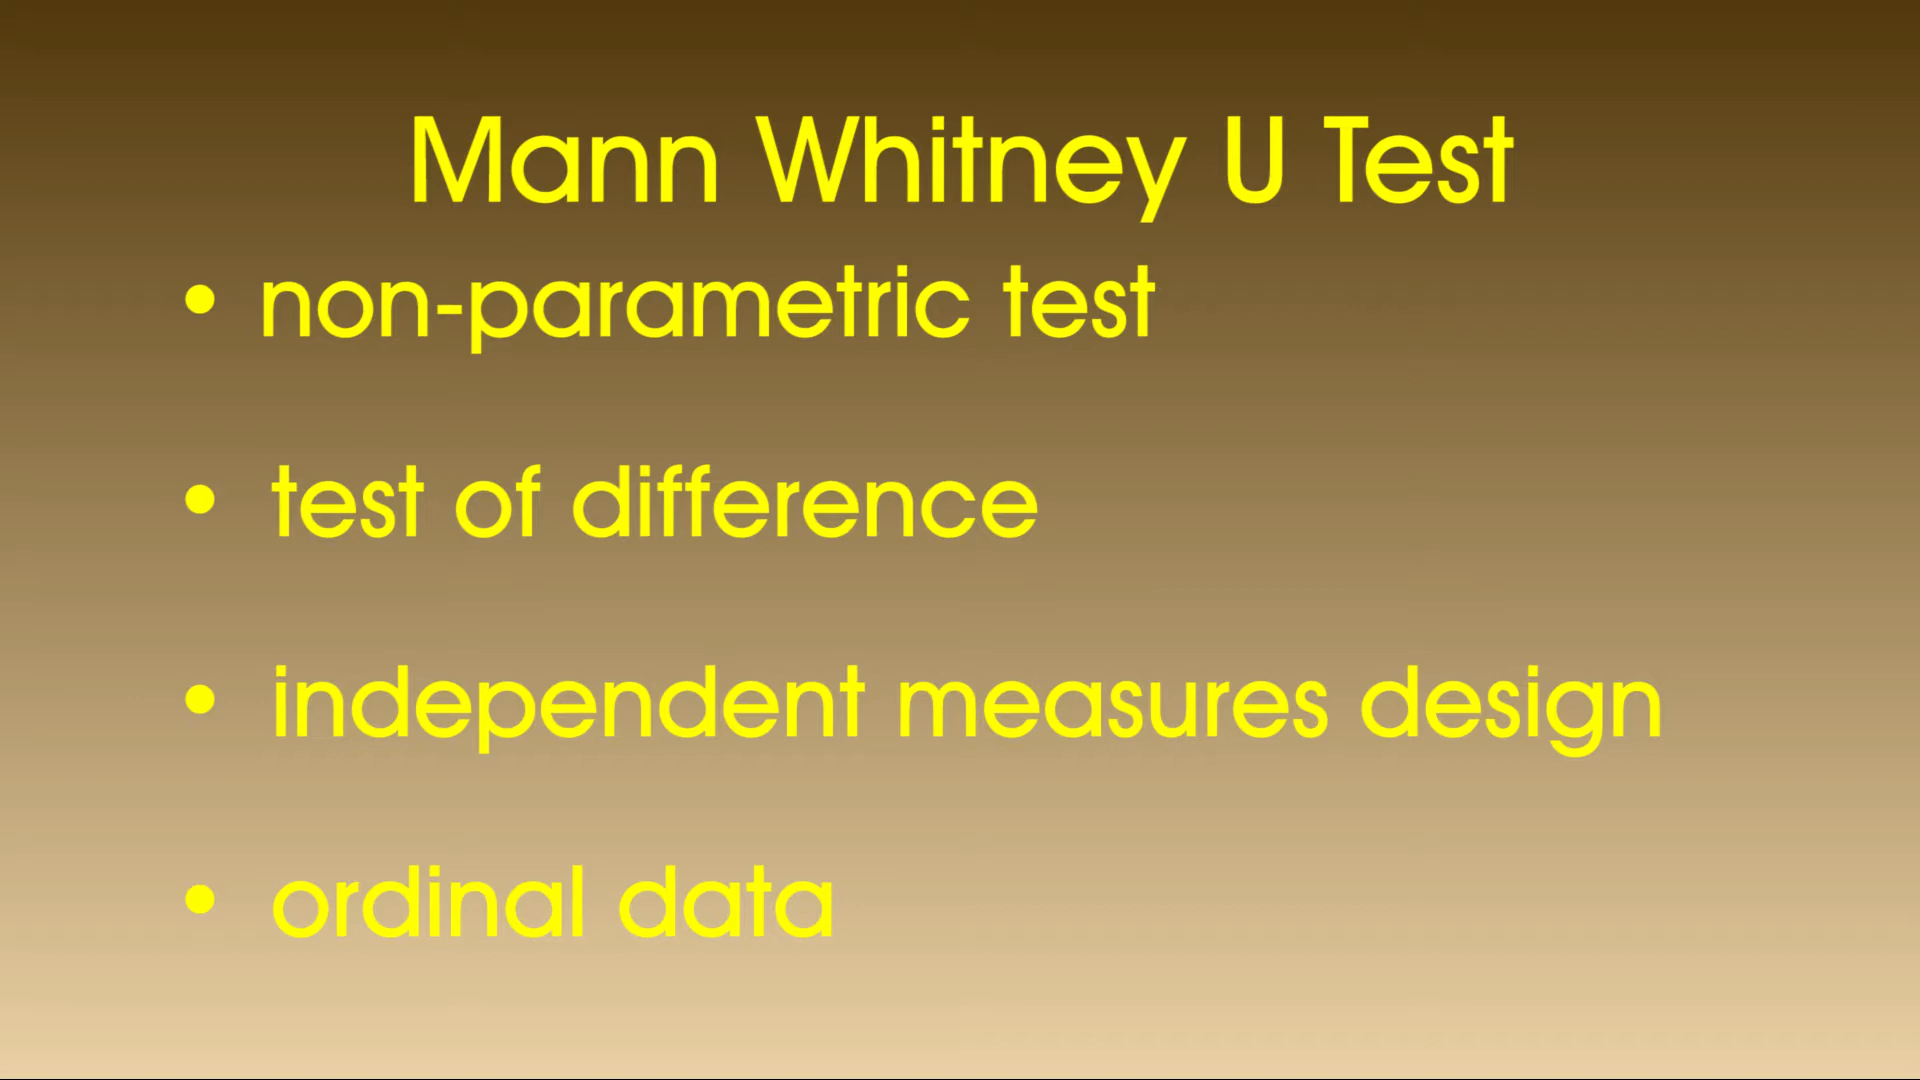 Mann Whitney U Test
• non-parametric test
• test of difference
• independent measures design
• ordinal data